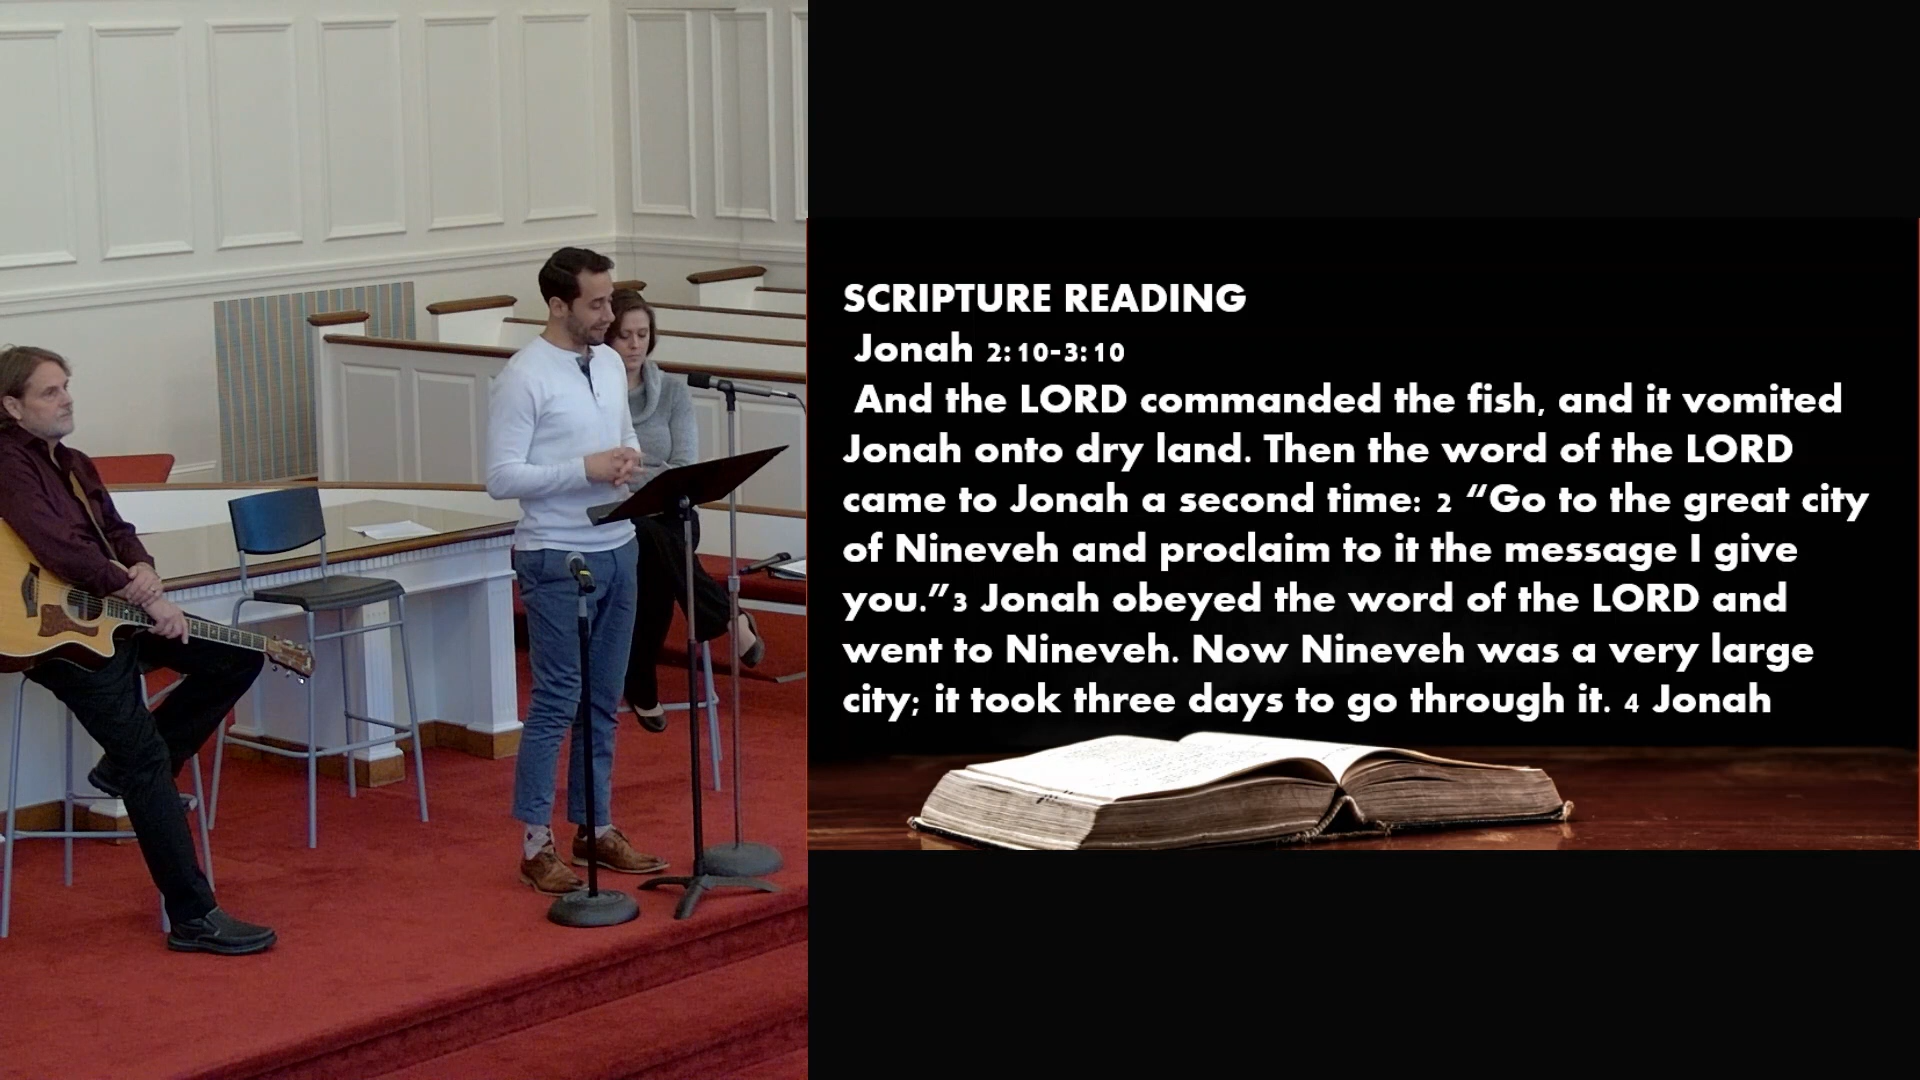 SCRIPTURE READING
Jonah 2:10-3:10
And the LORD commanded the fish, and it vomited
Jonah onto dry land. Then the word of the LORD
came to Jonah a second time: 2 “Go to the great city
of Nineveh and proclaim to it the message I give
you.”3 Jonah obeyed the word of the LORD and
went to Nineveh. Now Nineveh was a very large
city; it took three days to go through it. 4 Jonah